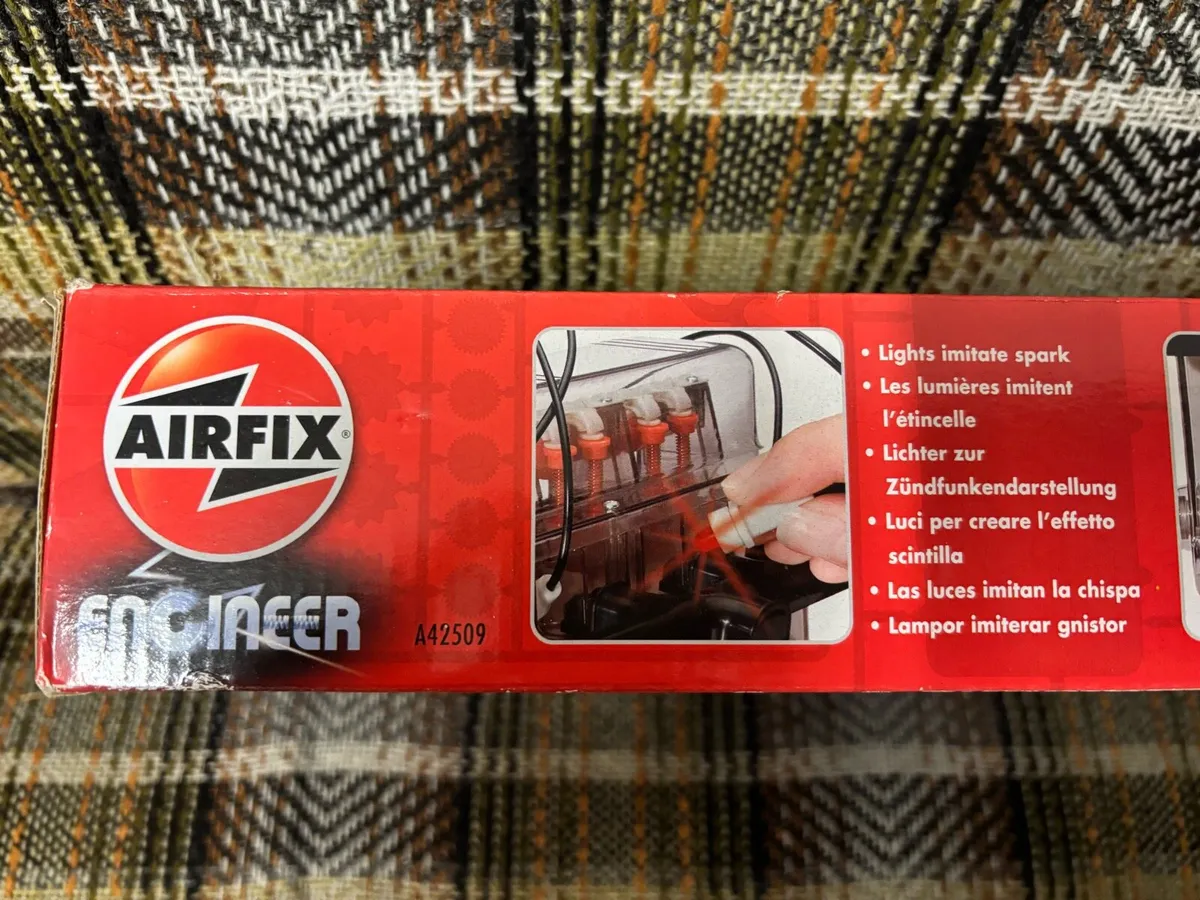 AIRFIX®
ENGINEER
A42509
• Lights imitate spark
• Les lumières imitent
l'étincelle
• Lichter zur
Zündfunkendarstellung
• Luci per creare l'effetto
scintilla
• Las luces imitan la chispa
• Lampor imiterar gnistor